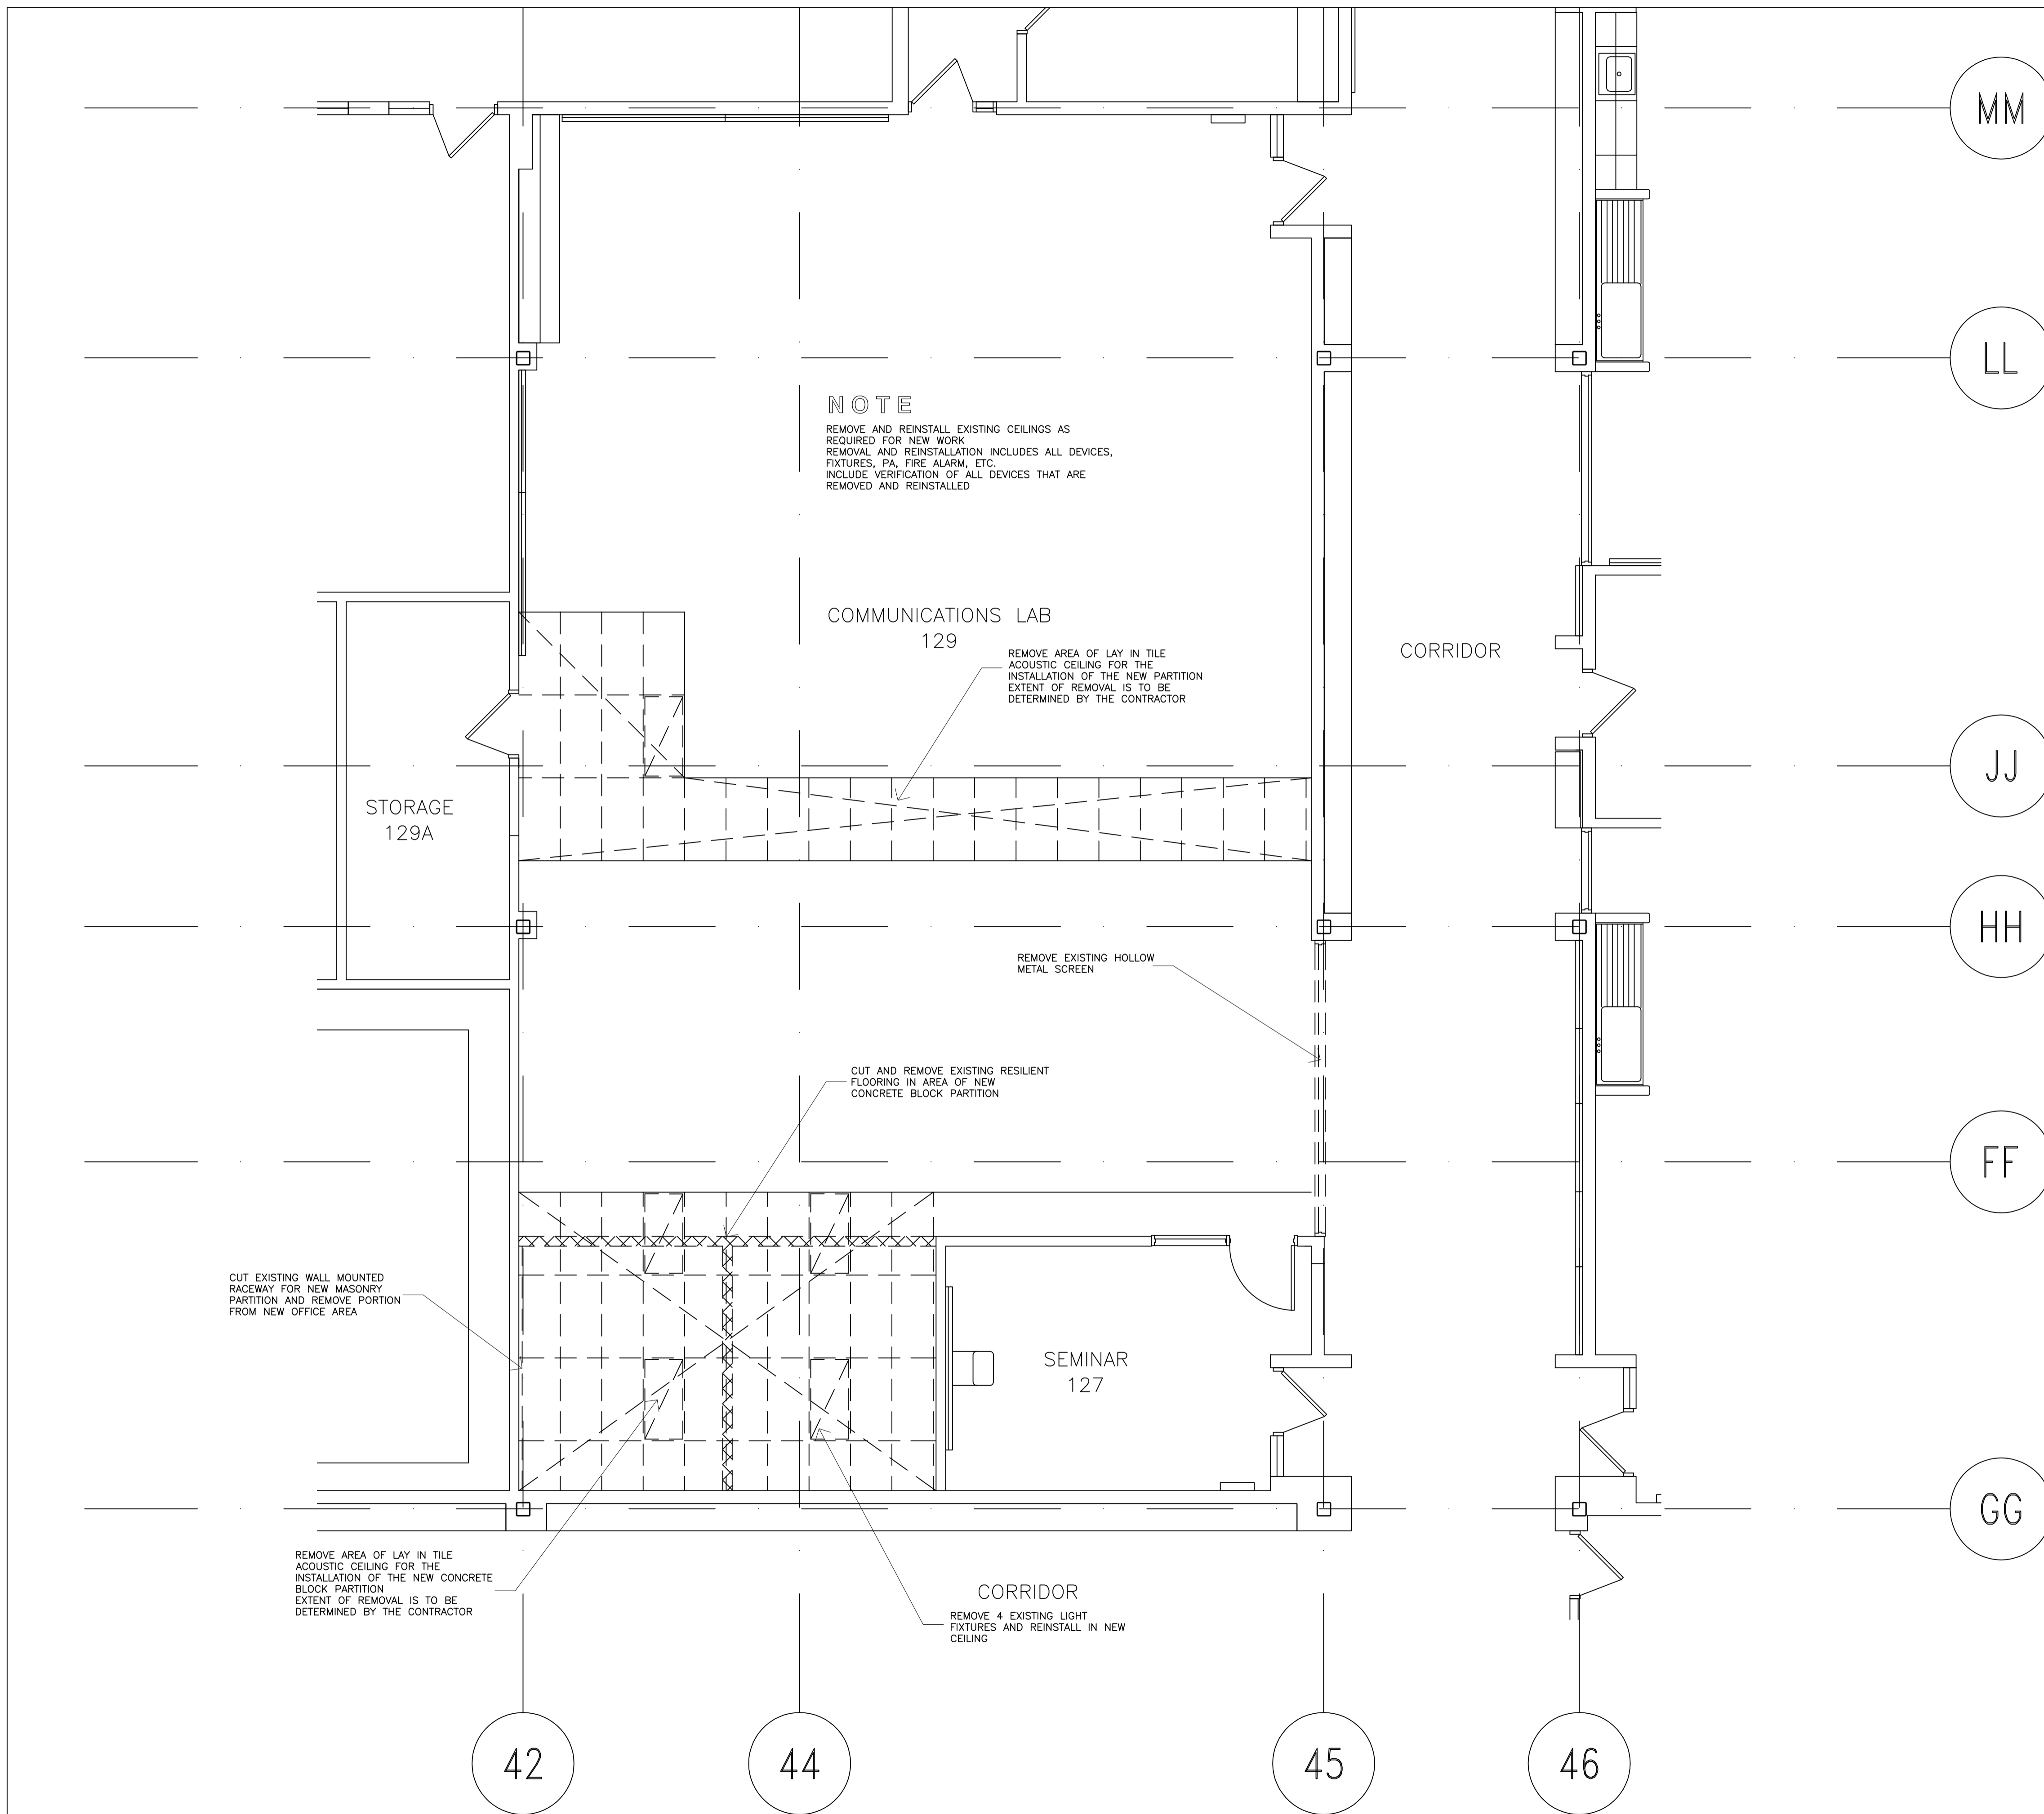 MM
LL
NOTE
REMOVE AND REINSTALL EXISTING CEILINGS AS
REQUIRED FOR NEW WORK
REMOVAL AND REINSTALLATION INCLUDES ALL DEVICES,
FIXTURES, PA, FIRE ALARM, ETC.
INCLUDE VERIFICATION OF ALL DEVICES THAT ARE
REMOVED AND REINSTALLED
COMMUNICATIONS LAB
129
REMOVE AREA OF LAY IN TILE
ACOUSTIC CEILING FOR THE
INSTALLATION OF THE NEW PARTITION
EXTENT OF REMOVAL IS TO BE
DETERMINED BY THE CONTRACTOR
CORRIDOR
JJ
STORAGE
129A
HH
REMOVE EXISTING HOLLOW
METAL SCREEN
CUT AND REMOVE EXISTING RESILIENT
FLOORING IN AREA OF NEW
CONCRETE BLOCK PARTITION
FF
CUT EXISTING WALL MOUNTED
RACEWAY FOR NEW MASONRY
PARTITION AND REMOVE PORTION
FROM NEW OFFICE AREA
SEMINAR
127
GG
REMOVE AREA OF LAY IN TILE
ACOUSTIC CEILING FOR THE
INSTALLATION OF THE NEW CONCRETE
BLOCK PARTITION
EXTENT OF REMOVAL IS TO BE
DETERMINED BY THE CONTRACTOR
CORRIDOR
REMOVE 4 EXISTING LIGHT
FIXTURES AND REINSTALL IN NEW
CEILING
42
44
45
46